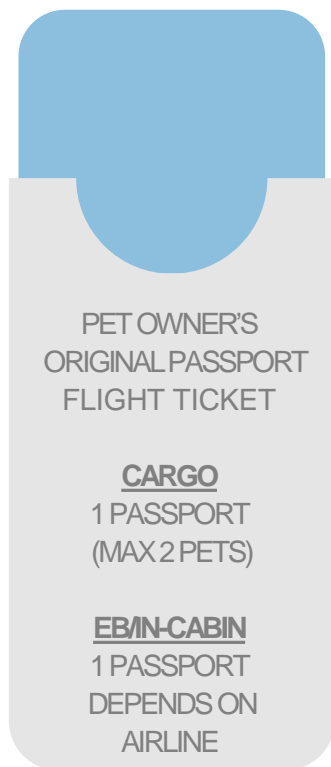 PET OWNER'S
ORIGINAL PASSPORT
FLIGHT TICKET
CARGO
1 PASSPORT
(MAX 2 PETS)
EB/IN-CABIN
1 PASSPORT
DEPENDS ON
AIRLINE